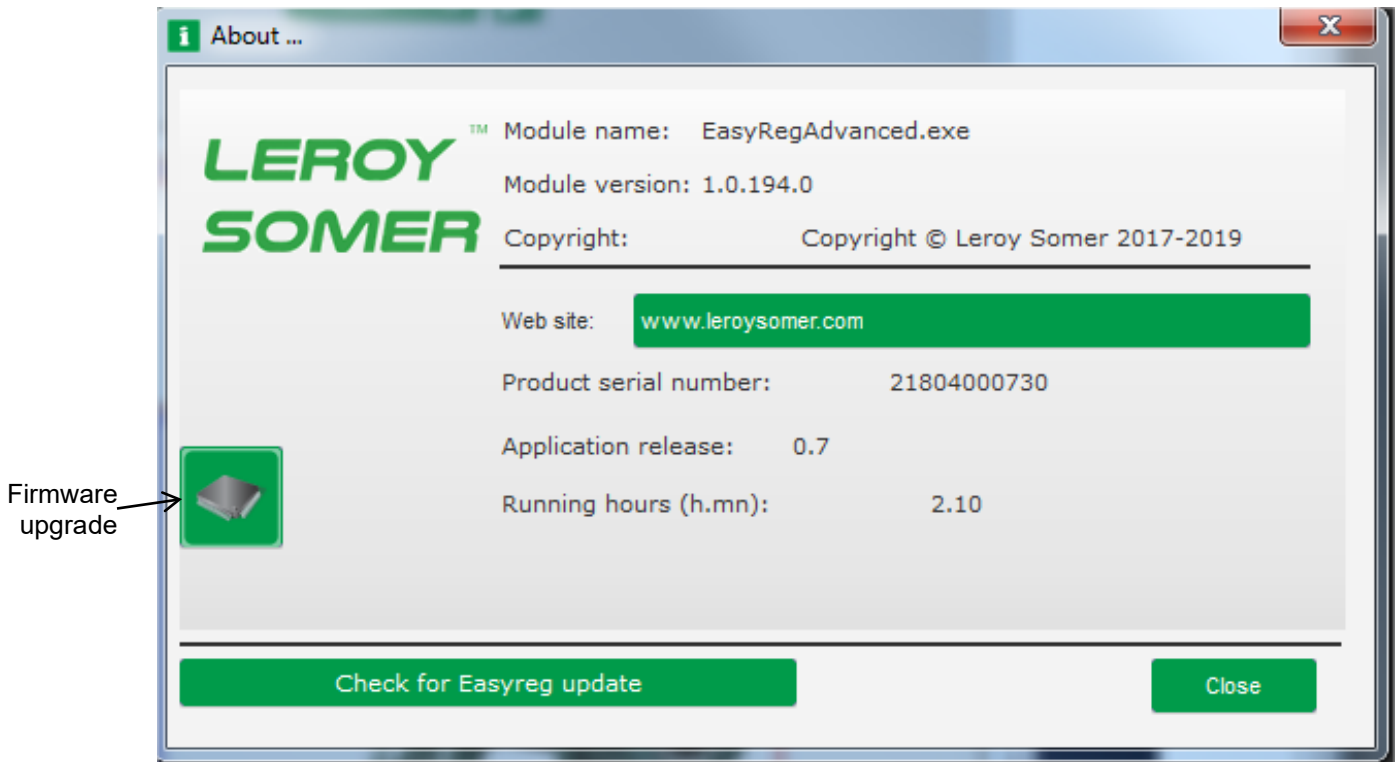 About ...
LEROY™
SOMER
Module name: EasyRegAdvanced.exe
Module version: 1.0.194.0
Copyright: Copyright © Leroy Somer 2017-2019
Web site: www.leroysomer.com
Product serial number: 21804000730
Application release: 0.7
Firmware
upgrade
Running hours (h.mn): 2.10
Check for Easyreg update
Close